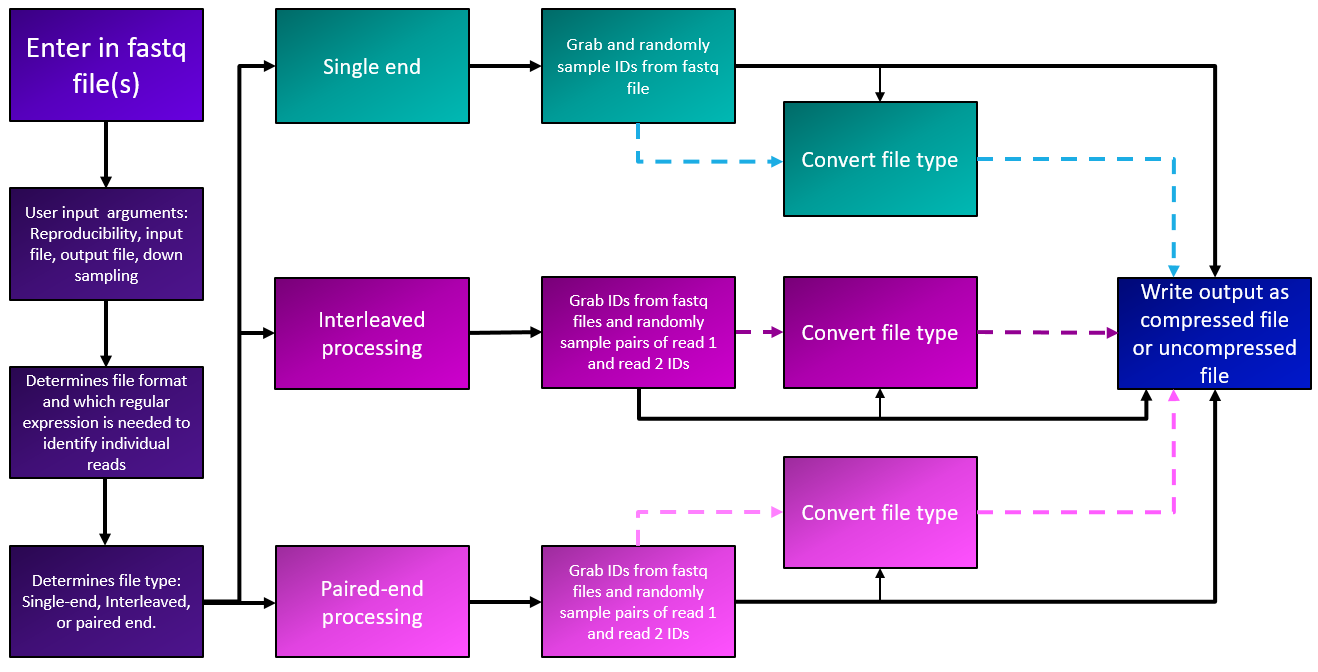 Enter in fastq
file(s)
User input  arguments:
Reproducibility, input
file, output file, down
sampling
Determines file format
and which regular
expression is needed to
identify individual
reads
Determines file type:
Single-end, Interleaved,
or paired end.
Single end
Grab and randomly
sample IDs from fastq
file
Convert file type
Interleaved
processing
Grab IDs from fastq
files and randomly
sample pairs of read 1
and read 2 IDs
Convert file type
Paired-end
processing
Grab IDs from fastq
files and randomly
sample pairs of read 1
and read 2 IDs
Convert file type
Write output as
compressed file
or uncompressed
file